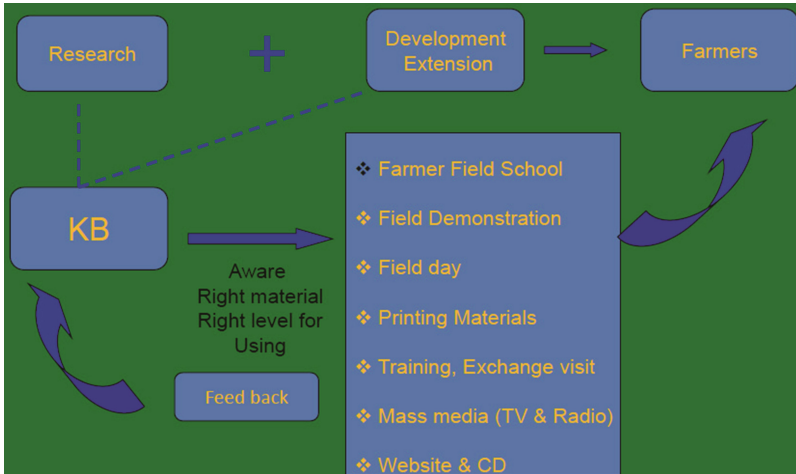 Research
+
Development
Extension
Farmers
KB
Aware
Right material
Right level for
Using
Feed back
❖ Farmer Field School
❖ Field Demonstration
❖ Field day
❖ Printing Materials
❖ Training, Exchange visit
❖ Mass media (TV & Radio)
❖ Website & CD